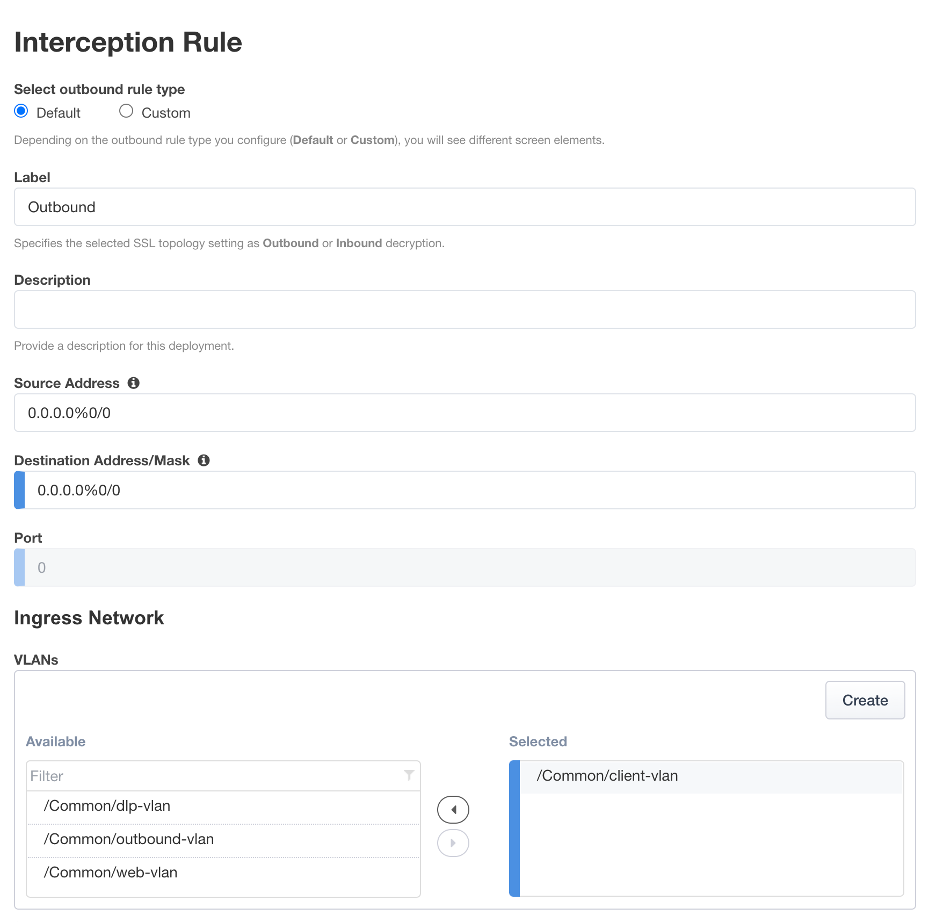 Interception Rule
Select outbound rule type
Default Custom
Depending on the outbound rule type you configure (Default or Custom), you will see different screen elements.
Label
Outbound
Specifies the selected SSL topology setting as Outbound or Inbound decryption.
Description
Provide a description for this deployment.
Source Address
0.0.0.0%0/0
Destination Address/Mask
0.0.0.0%0/0
Port
0
Ingress Network
VLANs
Create
Available
Filter
/Common/dlp-vlan
/Common/outbound-vlan
/Common/web-vlan
Selected
/Common/client-vlan